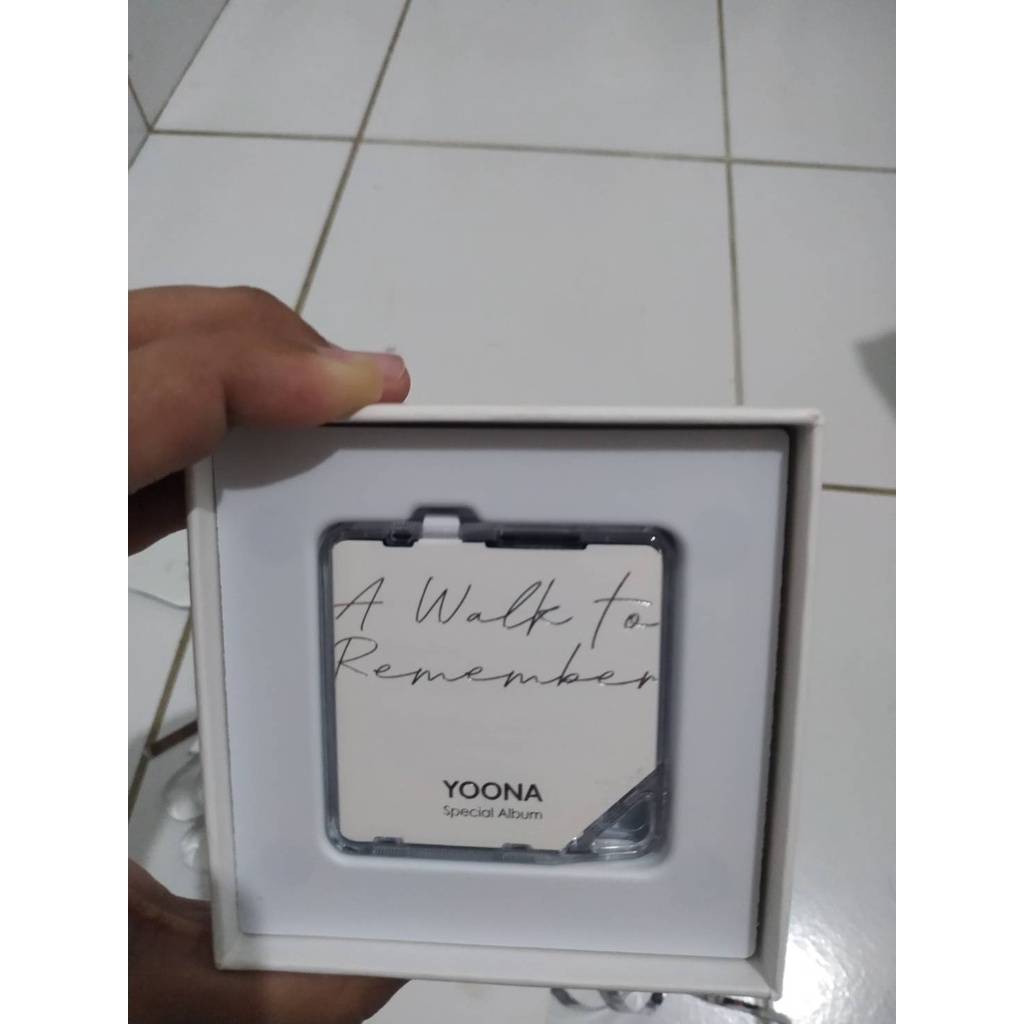 A Walk to
Remember
YOONA
Special Album